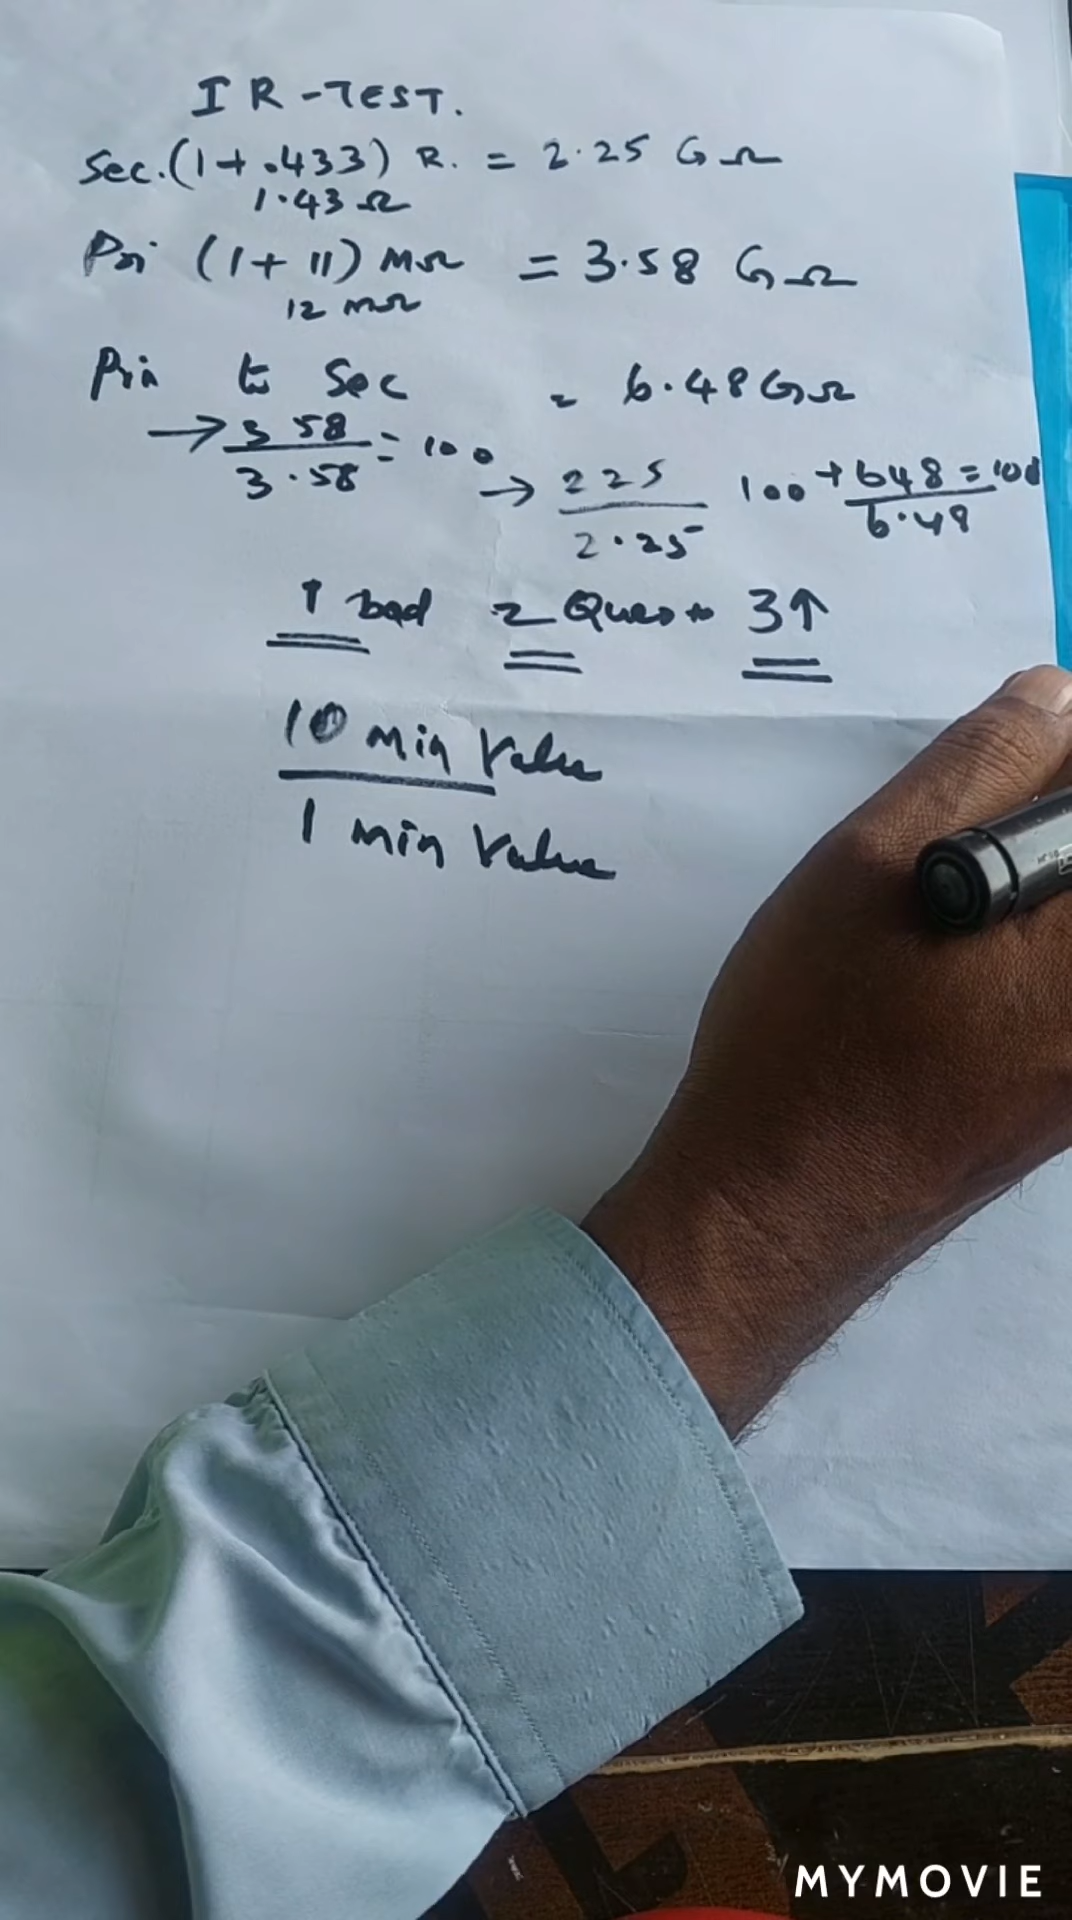 IR-TEST.
Sec.(1+.433) R. = 2.25 GΩ
1.43 Ω
Pri (1+11) MΩ = 3.58 GΩ
12 MΩ
Pri to Sec = 6.48 GΩ
→ 358/3.58 = 100 → 225/2.25 100 + 648/6.48 = 100
1 bad 2 Ques 3↑
10 Min Value
1 Min Value
MYMOVIE